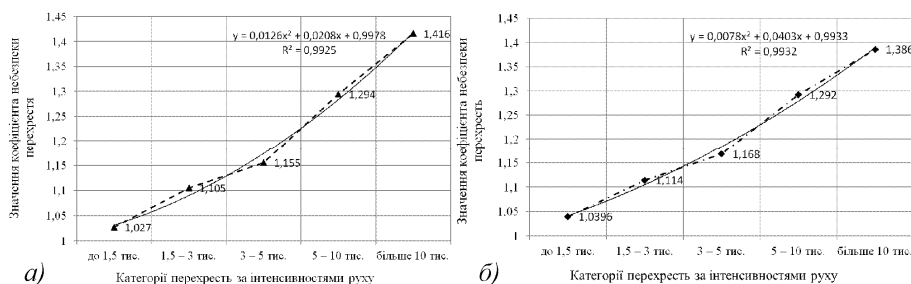 Значення коефіцієнта небезпеки
перехрестя
1,45
1,4
1,35
1,3
1,25
1,2
1,15
1,1
1,05
1
y = 0,0126x² + 0,0208x + 0,9978
R² = 0,9925
1,416
1,294
1,155
1,105
1,027
до 1,5 тис.
1,5 – 3 тис.
3 – 5 тис.
5 – 10 тис.
більше 10 тис.
Категорії перехресть за інтенсивностями руху
а)
Значення коефіцієнта небезпеки
перехресть
1,45
1,4
1,35
1,3
1,25
1,2
1,15
1,1
1,05
1
y = 0,0078x² + 0,0403x + 0,9933
R² = 0,9932
1,386
1,292
1,168
1,114
1,0396
до 1,5 тис.
1,5 – 3 тис.
3 – 5 тис.
5 – 10 тис.
більше 10 тис.
Категорії перехресть за інтенсивностями руху
б)